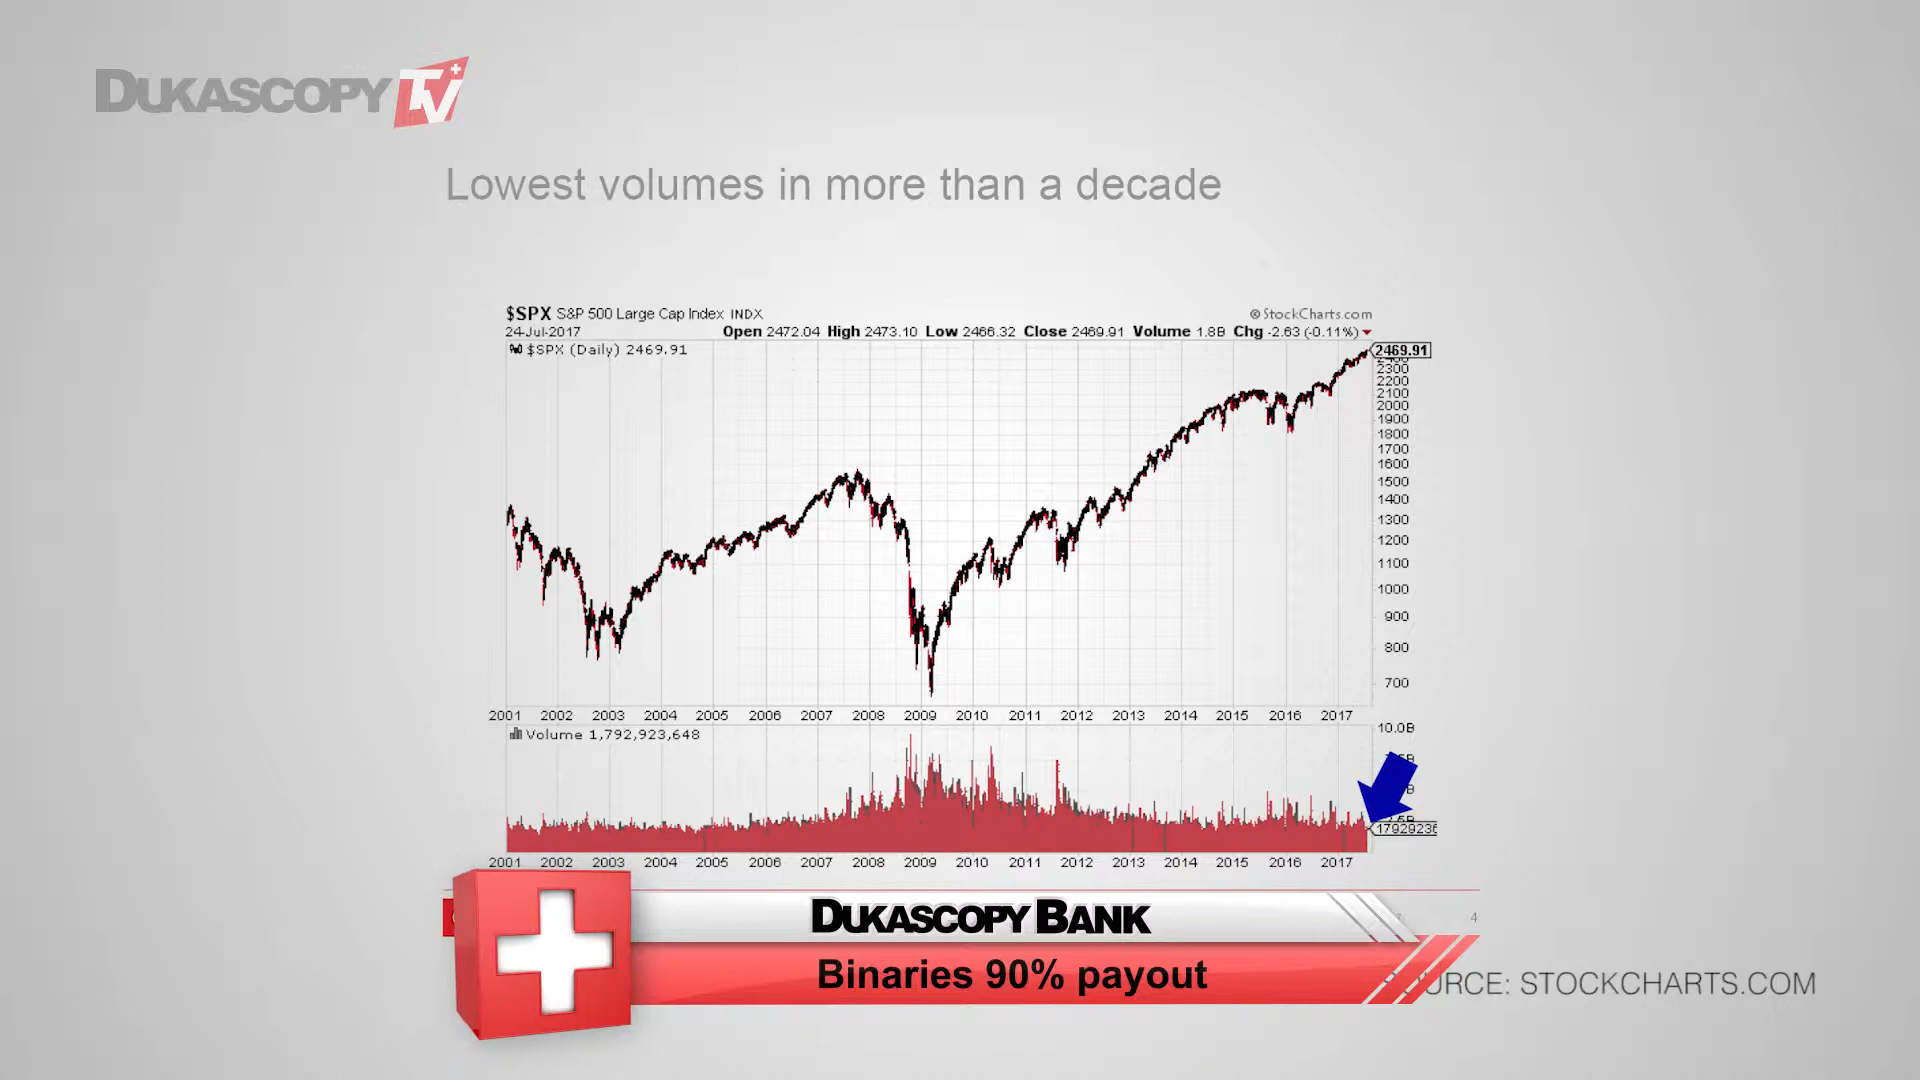 DUKASCOPY TV
Lowest volumes in more than a decade
$SPX S&P 500 Large Cap Index INDX
© StockCharts.com
24-Jul-2017
Open 2472.04 High 2473.10 Low 2466.32 Close 2469.91 Volume 1.8B Chg -2.63 (-0.11%)
$SPX (Daily) 2469.91
2469.91
2300
2200
2100
2000
1900
1800
1700
1600
1500
1400
1300
1200
1100
1000
900
800
700
2001 2002 2003 2004 2005 2006 2007 2008 2009 2010 2011 2012 2013 2014 2015 2016 2017
Volume 1,792,923,648
10.0B
1792923
2001 2002 2003 2004 2005 2006 2007 2008 2009 2010 2011 2012 2013 2014 2015 2016 2017
DUKASCOPY BANK
4
Binaries 90% payout
URCE: STOCKCHARTS.COM